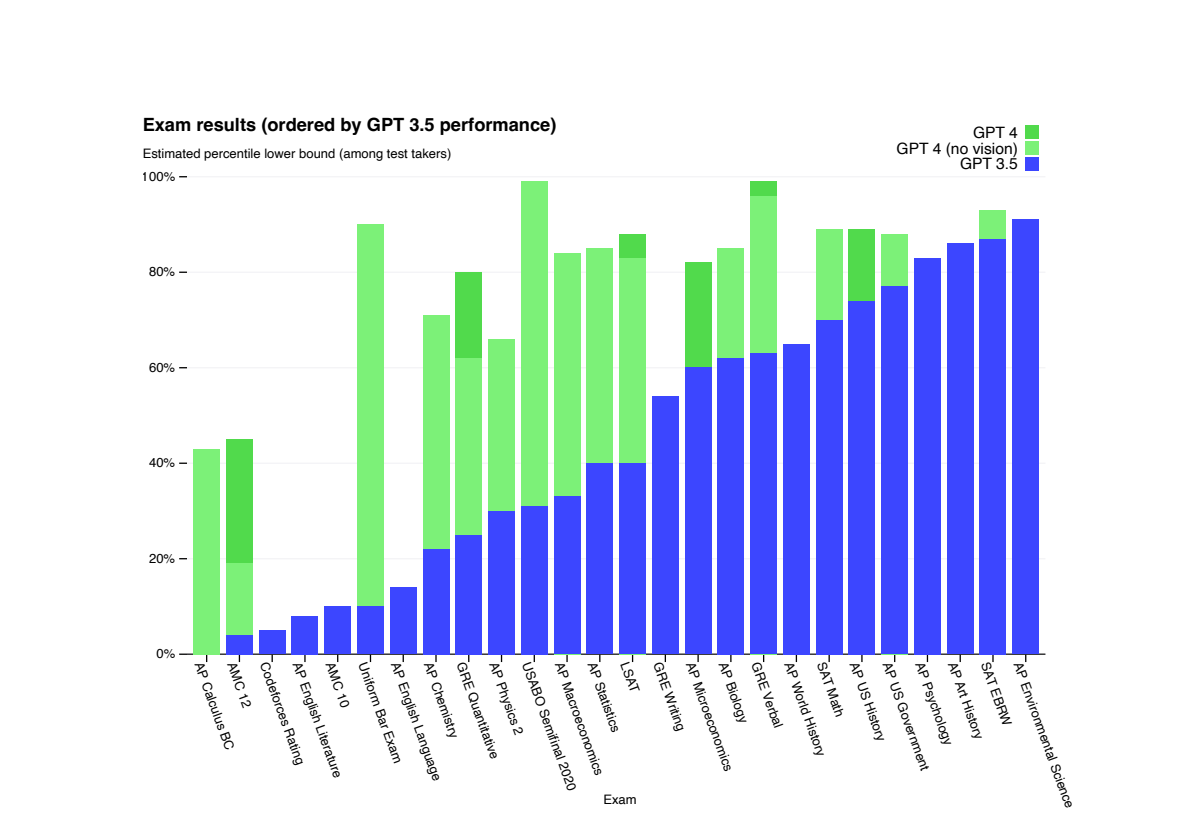 Exam results (ordered by GPT 3.5 performance)
Estimated percentile lower bound (among test takers)
GPT 4
GPT 4 (no vision)
GPT 3.5
100%
80%
60%
40%
20%
0%
AP Calculus BC
AMC 12
Codeforces Rating
AP English Literature
AMC 10
Uniform Bar Exam
AP English Language
AP Chemistry
GRE Quantitative
AP Physics 2
USABO Semifinal 2020
AP Macroeconomics
AP Statistics
LSAT
GRE Writing
AP Microeconomics
AP Biology
GRE Verbal
AP World History
SAT Math
AP US History
AP US Government
AP Psychology
AP Art History
SAT EBRW
AP Environmental Science
Exam